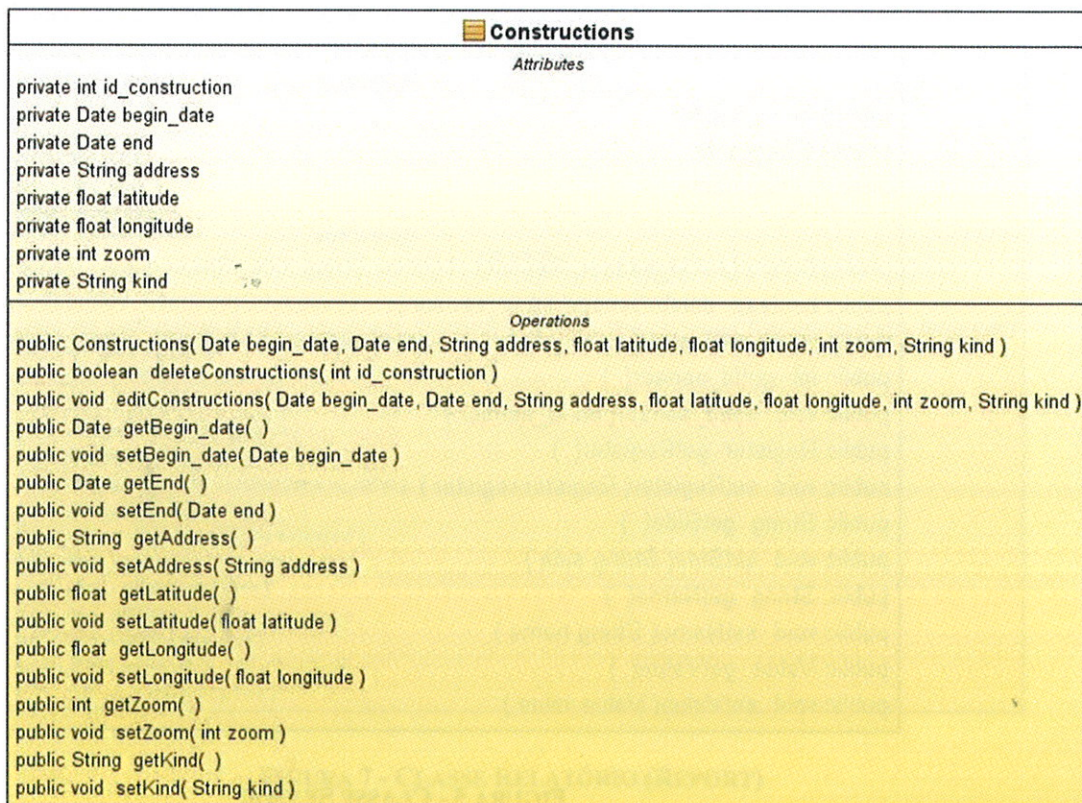 Constructions
Attributes
private int id_construction
private Date begin_date
private Date end
private String address
private float latitude
private float longitude
private int zoom
private String kind
Operations
public Constructions( Date begin_date, Date end, String address, float latitude, float longitude, int zoom, String kind )
public boolean deleteConstructions( int id_construction )
public void editConstructions( Date begin_date, Date end, String address, float latitude, float longitude, int zoom, String kind )
public Date getBegin_date( )
public void setBegin_date( Date begin_date )
public Date getEnd( )
public void setEnd( Date end )
public String getAddress( )
public void setAddress( String address )
public float getLatitude( )
public void setLatitude( float latitude )
public float getLongitude( )
public void setLongitude( float longitude )
public int getZoom( )
public void setZoom( int zoom )
public String getKind( )
public void setKind( String kind )